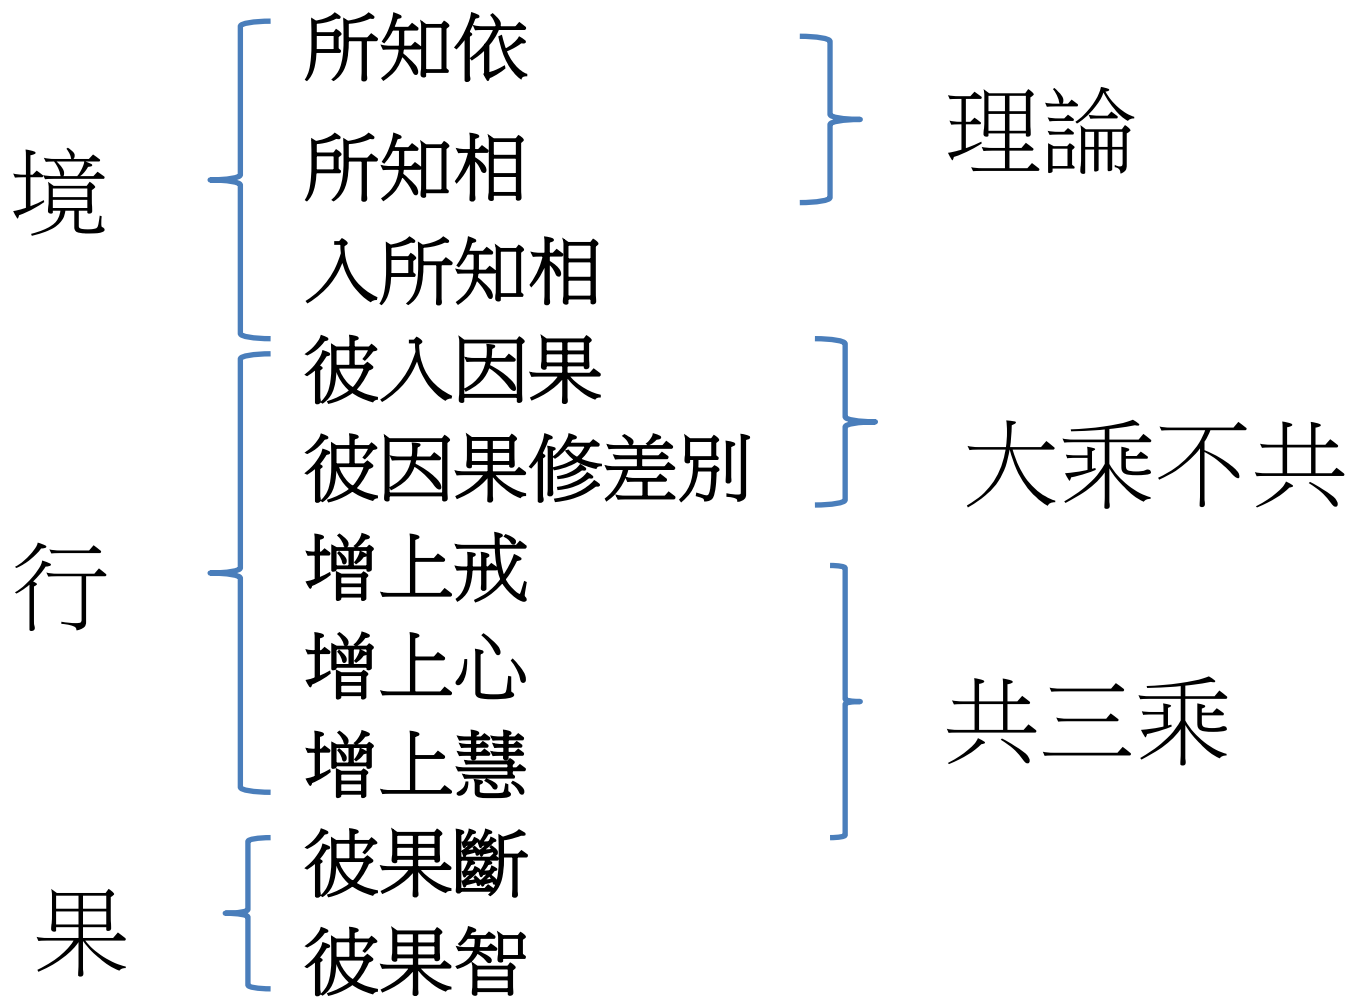 境
所知依
所知相
入所知相
理論
行
彼入因果
彼因果修差別
增上戒
增上心
增上慧
大乘不共
共三乘
果
彼果斷
彼果智